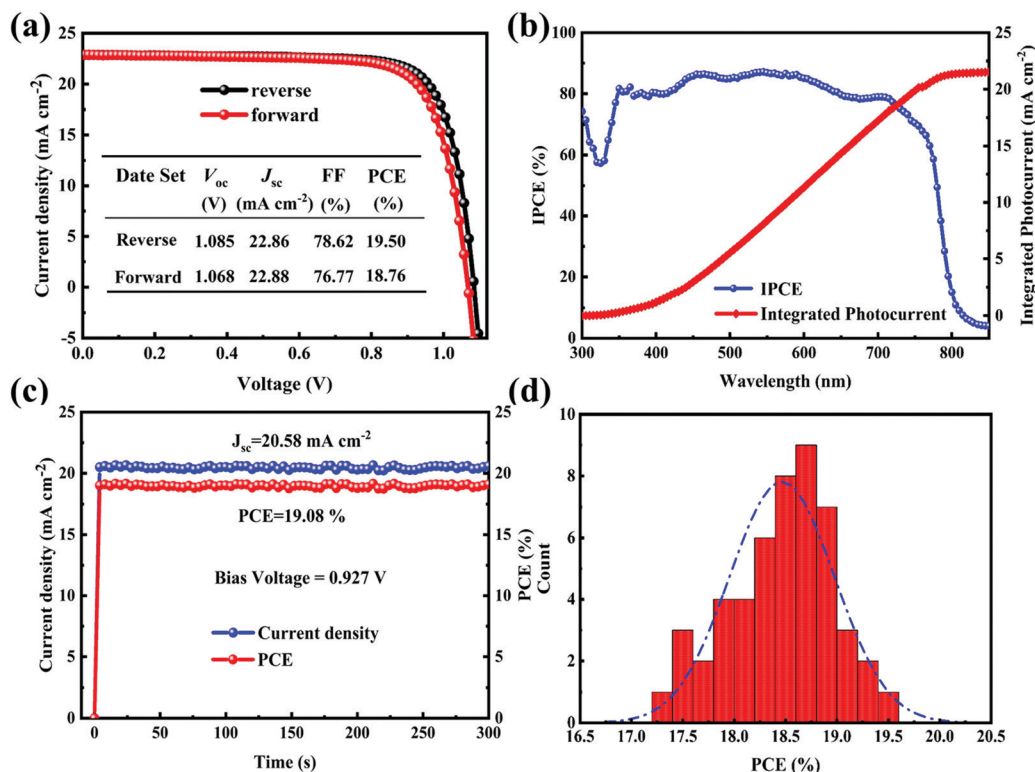 (a)
25
20
15
10
5
0
-5
0.0 0.2 0.4 0.6 0.8 1.0
Current density (mA cm-2)
Voltage (V)
reverse
forward
Date Set Voc Jsc FF PCE
(V) (mA cm-2) (%) (%)
Reverse 1.085 22.86 78.62 19.50
Forward 1.068 22.88 76.77 18.76
(b)
100
80
60
40
20
0
300 400 500 600 700 800
IPCE (%)
Wavelength (nm)
25
20
15
10
5
0
Integrated Photocurrrent (mA cm-2)
IPCE
Integrated Photocurrent
(c)
25
20
15
10
5
0
0 50 100 150 200 250 300
Current density (mA cm-2)
Time (s)
25
20
15
10
5
0
PCE (%)
Jsc=20.58 mA cm-2
PCE=19.08 %
Bias Voltage = 0.927 V
Current density
PCE
(d)
10
8
6
4
2
0
16.5 17.0 17.5 18.0 18.5 19.0 19.5 20.0 20.5
Count
PCE (%)